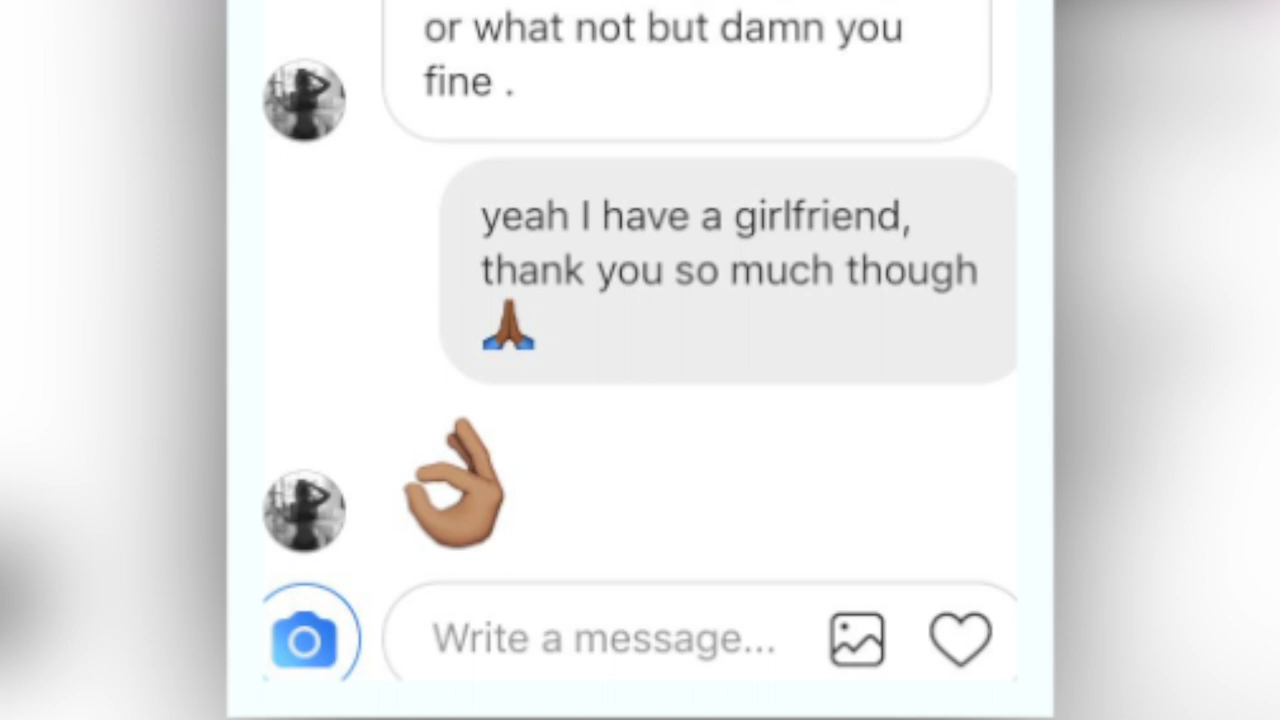 or what not but damn you
fine .
yeah I have a girlfriend,
thank you so much though
🙏🏾
👌🏽
Write a message...